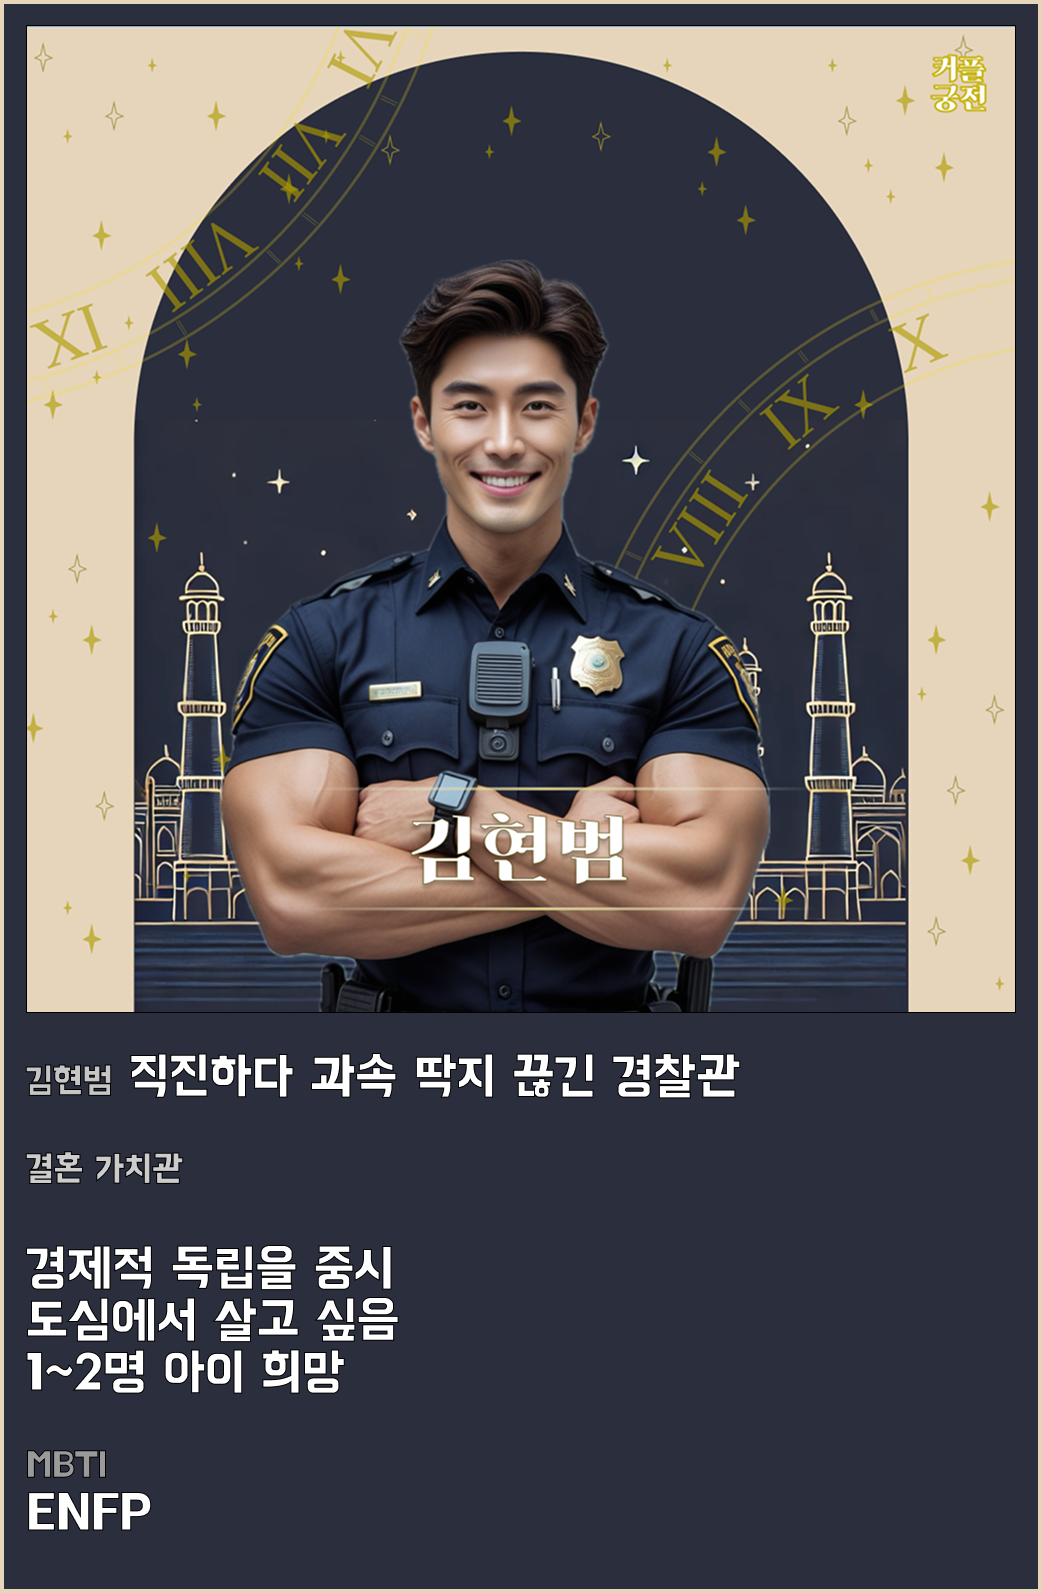 커플
궁전
VI
VII
VIII
XI
X
IX
VIII
김현범
김현범 직진하다 과속 딱지 끊긴 경찰관
결혼 가치관
경제적 독립을 중시
도심에서 살고 싶음
1~2명 아이 희망
MBTI
ENFP